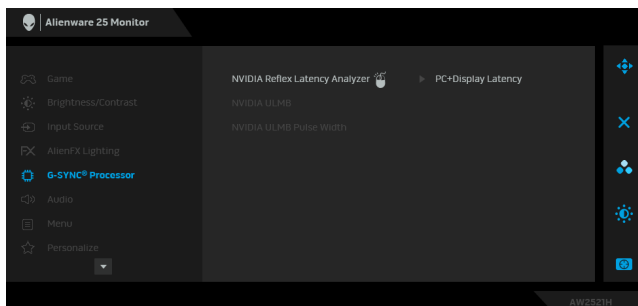 Alienware 25 Monitor
Game
NVIDIA Reflex Latency Analyzer PC+Display Latency
Brightness/Contrast
NVIDIA ULMB
Input Source
NVIDIA ULMB Pulse Width
FX AlienFX Lighting
G-SYNC® Processor
Audio
Menu
Personalize
AW2521H